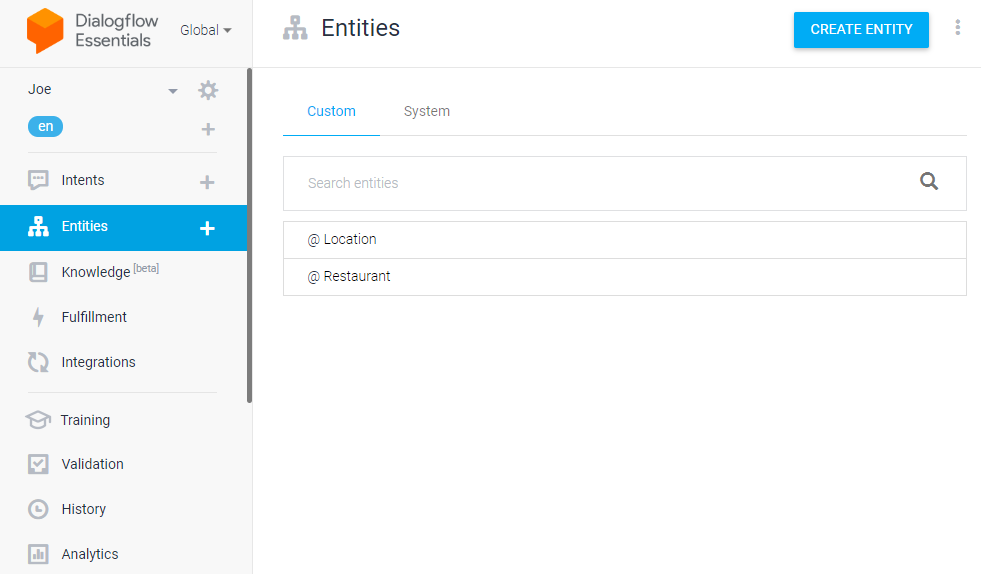 Dialogflow
Essentials
Global
Joe
en
Intents
Entities
Knowledge [beta]
Fulfillment
Integrations
Training
Validation
History
Analytics
Entities
CREATE ENTITY
Custom
System
Search entities
@ Location
@ Restaurant